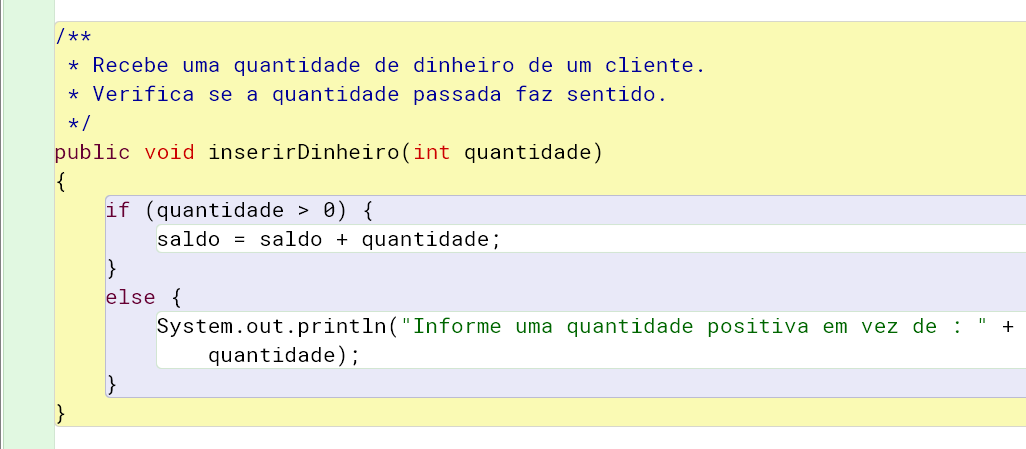 /**
 * Recebe uma quantidade de dinheiro de um cliente.
 * Verifica se a quantidade passada faz sentido.
 */
public void inserirDinheiro(int quantidade)
{
    if (quantidade > 0) {
        saldo = saldo + quantidade;
    }
    else {
        System.out.println("Informe uma quantidade positiva em vez de : " +
            quantidade);
    }
}